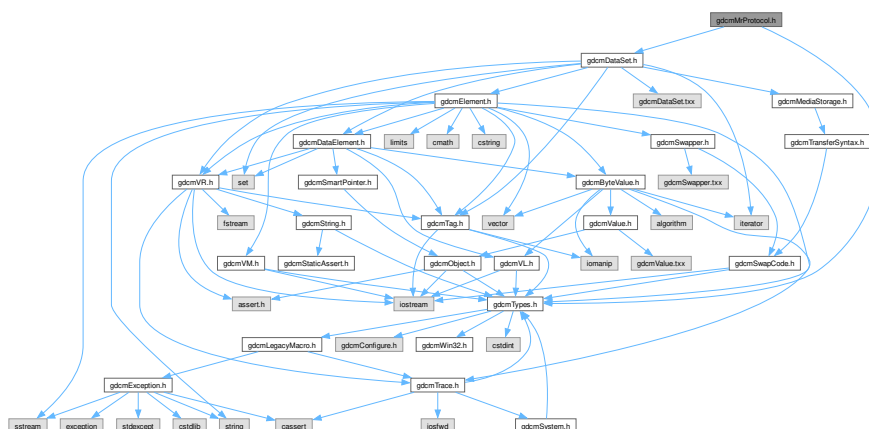 gdcmMrProtocol.h
gdcmDataSet.h
gdcmElement.h
gdcmDataSet.txx
gdcmMediaStorage.h
gdcmDataElement.h
limits
cmath
cstring
gdcmSwapper.h
gdcmTransferSyntax.h
gdcmVR.h
set
gdcmSmartPointer.h
gdcmByteValue.h
gdcmSwapper.txx
fstream
gdcmString.h
gdcmTag.h
vector
gdcmValue.h
algorithm
iterator
gdcmVM.h
gdcmStaticAssert.h
gdcmObject.h
gdcmVL.h
iomanip
gdcmValue.txx
gdcmSwapCode.h
assert.h
iostream
gdcmTypes.h
gdcmLegacyMacro.h
gdcmConfigure.h
gdcmWin32.h
cstdint
gdcmException.h
gdcmTrace.h
sstream
exception
stdexcept
cstdlib
string
cassert
iosfwd
gdcmSystem.h